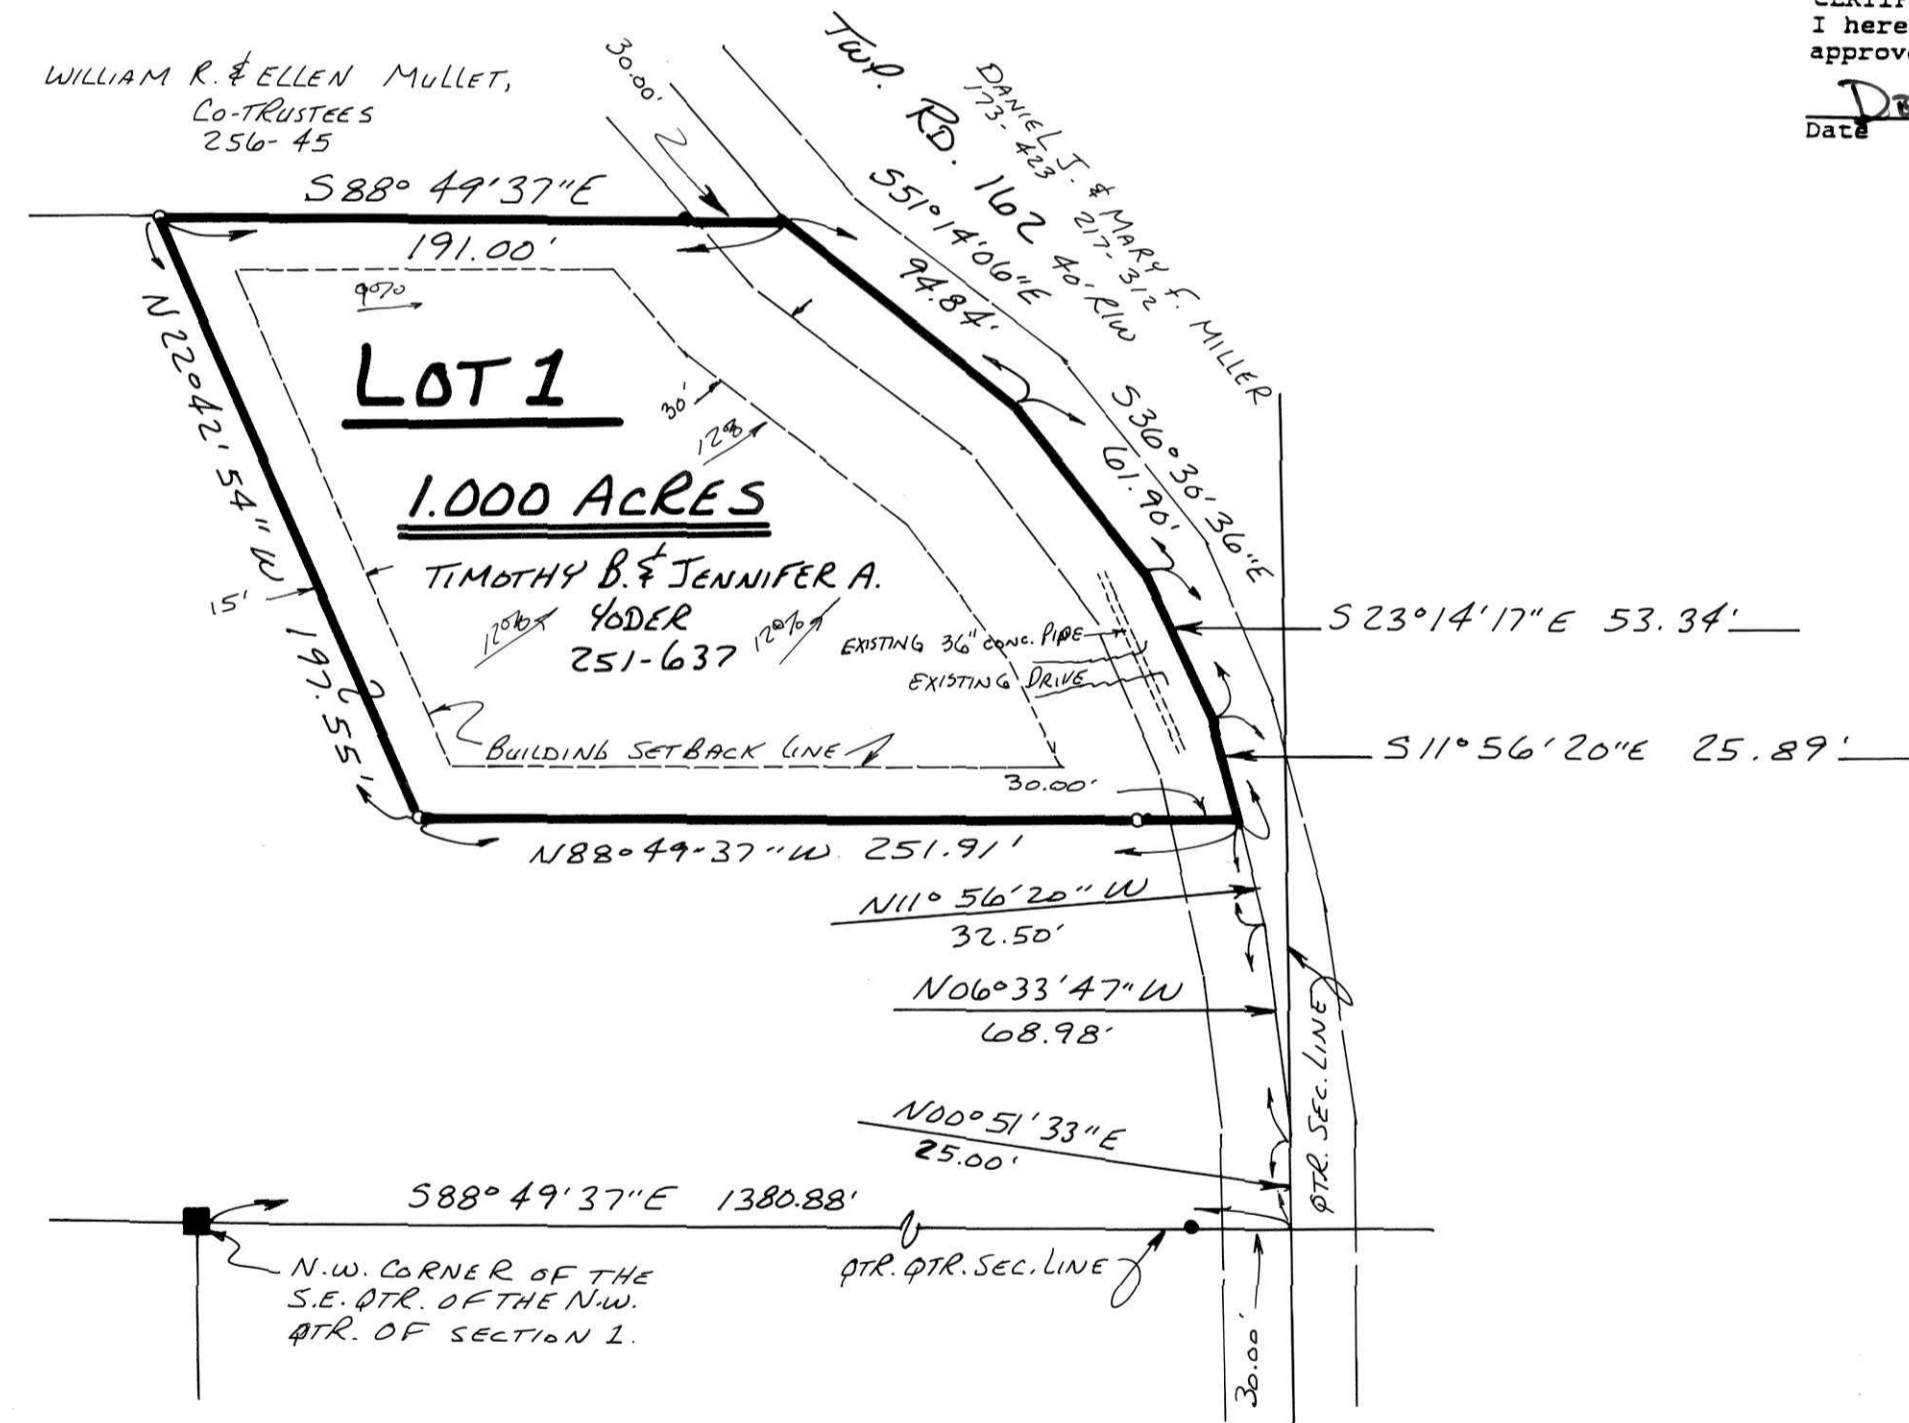 CERTIF
I here
approve
Date
WILLIAM R. & ELLEN MULLET,
CO-TRUSTEES
256-45
30.00'
TWP. RD. 162 40' R/W
DANIEL J. & MARY F. MILLER
173-423 217-312
S88° 49'37"E
191.00'
S51°14'06"E
94.84'
S36°36'36"E
61.90'
S23°14'17"E 53.34'
S11°56'20"E 25.89'
N22°42'54"W 197.55'
15'
9%
LOT 1
30'
12%
1.000 ACRES
TIMOTHY B. & JENNIFER A.
YODER
251-637
12%
12%
EXISTING 36" CONC. PIPE
EXISTING DRIVE
BUILDING SETBACK LINE
30.00'
N88°49'37"W 251.91'
N11° 56'20" W
32.50'
N06°33'47" W
68.98'
QTR. SEC. LINE
N00°51'33"E
25.00'
S88°49'37"E 1380.88'
QTR. QTR. SEC. LINE
N.W. CORNER OF THE
S.E. QTR. OF THE N.W.
QTR. OF SECTION 1.
30.00'